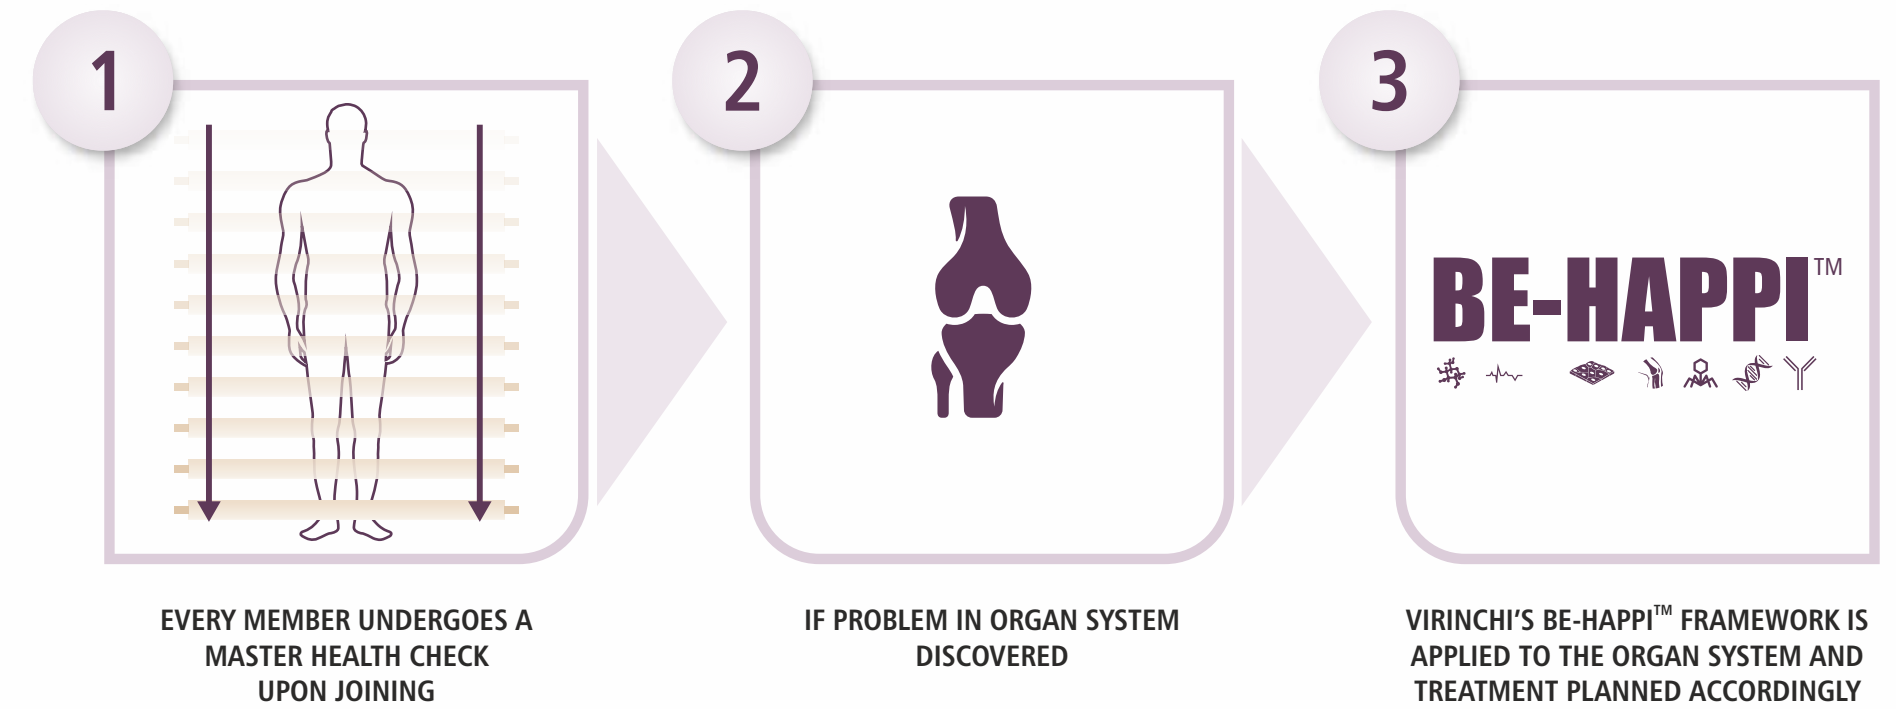 1
2
3
BE-HAPPI™
EVERY MEMBER UNDERGOES A
MASTER HEALTH CHECK
UPON JOINING
IF PROBLEM IN ORGAN SYSTEM
DISCOVERED
VIRINCHI'S BE-HAPPI™ FRAMEWORK IS
APPLIED TO THE ORGAN SYSTEM AND
TREATMENT PLANNED ACCORDINGLY